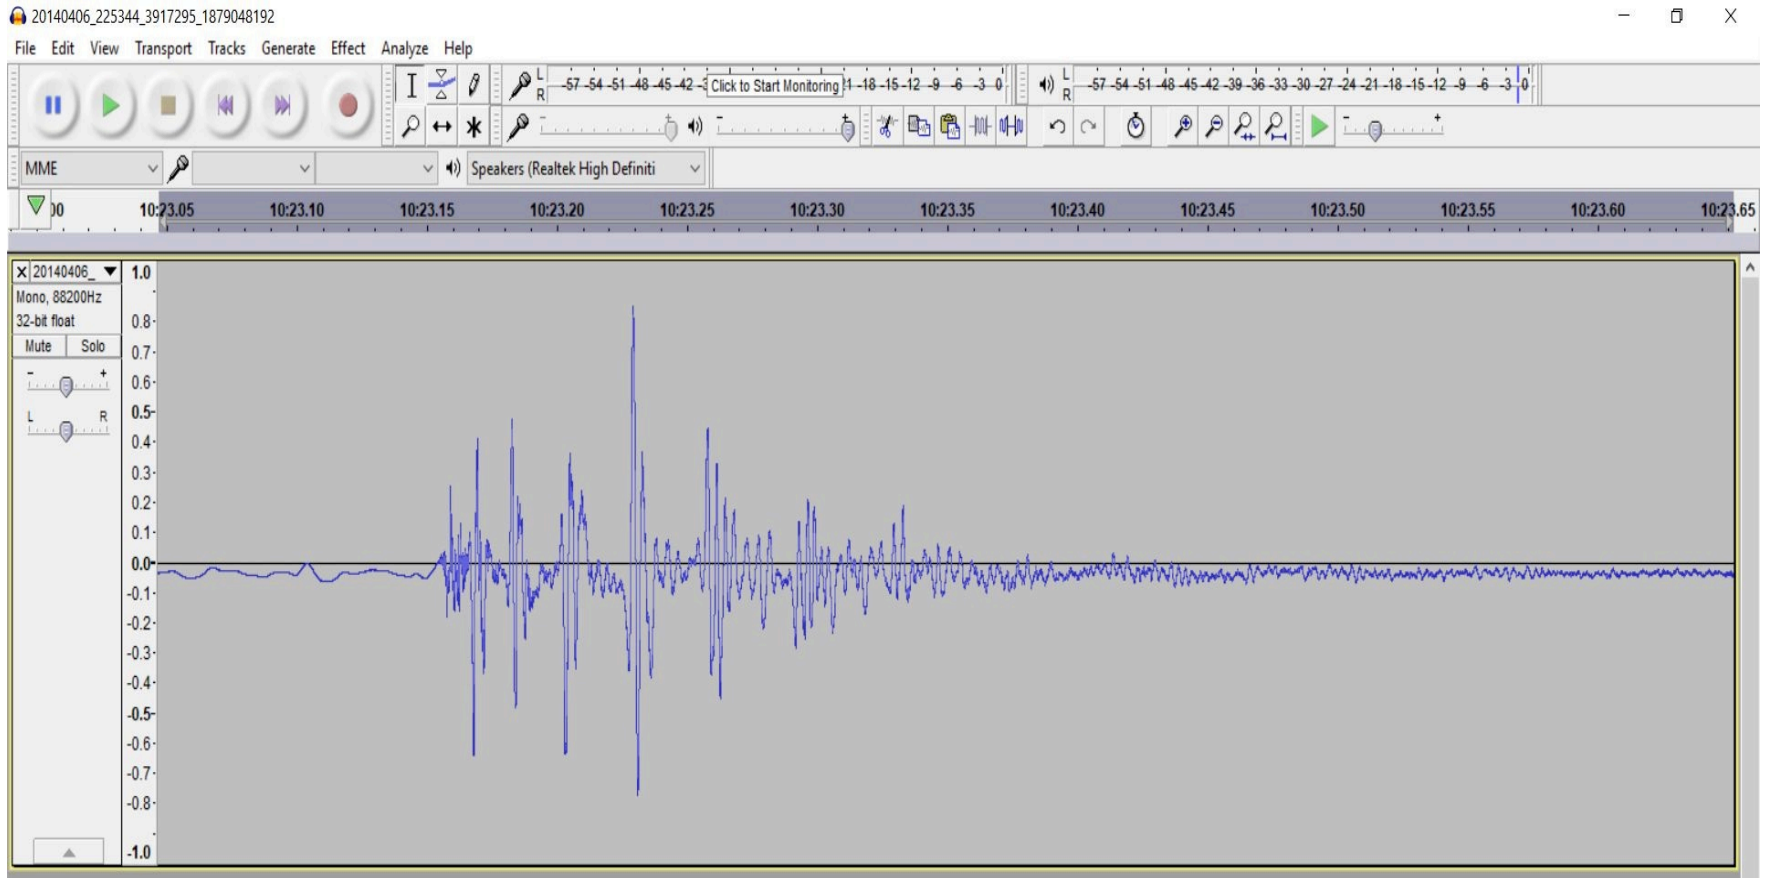 20140406_225344_3917295_1879048192
File Edit View Transport Tracks Generate Effect Analyze Help
L -57 -54 -51 -48 -45 -42 Click to Start Monitoring -18 -15 -12 -9 -6 -3 0 L -57 -54 -51 -48 -45 -42 -39 -36 -33 -30 -27 -24 -21 -18 -15 -12 -9 -6 -3 0
R R
MME Speakers (Realtek High Definiti
10:23.05 10:23.10 10:23.15 10:23.20 10:23.25 10:23.30 10:23.35 10:23.40 10:23.45 10:23.50 10:23.55 10:23.60 10:23.65
X 20140406_ 1.0
Mono, 88200Hz
32-bit float 0.8
Mute Solo 0.7
- + 0.6
L R 0.5
0.4
0.3
0.2
0.1
0.0
-0.1
-0.2
-0.3
-0.4
-0.5
-0.6
-0.7
-0.8
-1.0